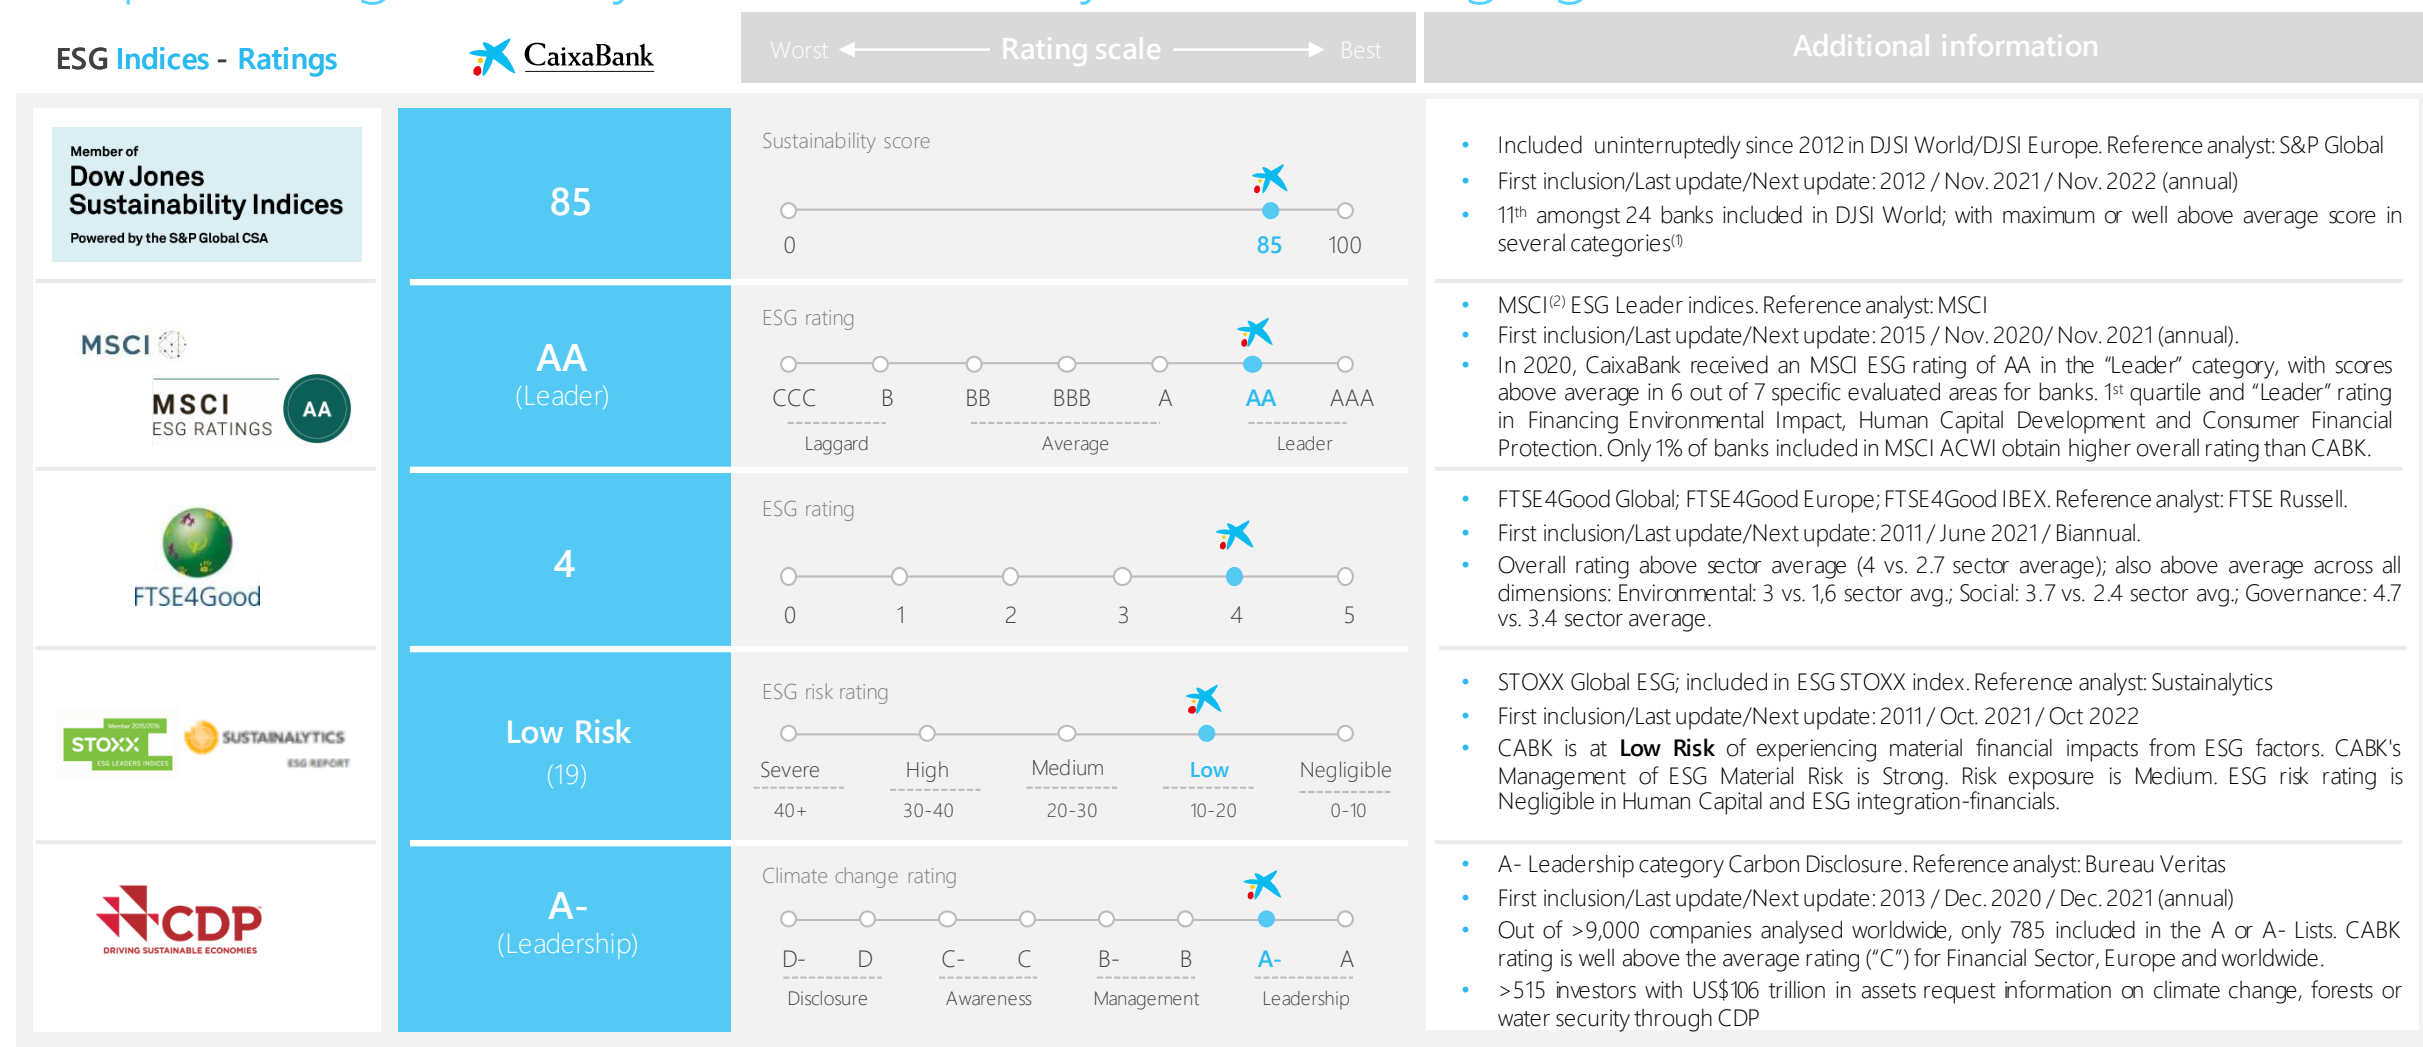 ESG Indices - Ratings
CaixaBank
Worst Rating scale Best
Additional information
Member of
Dow Jones
Sustainability Indices
Powered by the S&P Global CSA
85
Sustainability score
0 85 100
• Included uninterruptedly since 2012 in DJSI World/DJSI Europe. Reference analyst: S&P Global
• First inclusion/Last update/Next update: 2012 / Nov. 2021 / Nov. 2022 (annual)
• 11th amongst 24 banks included in DJSI World; with maximum or well above average score in
several categories(1)
MSCI
MSCI
ESG RATINGS
AA
AA
(Leader)
ESG rating
CCC B BB BBB A AA AAA
Laggard Average Leader
• MSCI(2) ESG Leader indices. Reference analyst: MSCI
• First inclusion/Last update/Next update: 2015 / Nov. 2020/ Nov. 2021 (annual).
• In 2020, CaixaBank received an MSCI ESG rating of AA in the “Leader” category, with scores
above average in 6 out of 7 specific evaluated areas for banks. 1st quartile and “Leader” rating
in Financing Environmental Impact, Human Capital Development and Consumer Financial
Protection. Only 1% of banks included in MSCI ACWI obtain higher overall rating than CABK.
FTSE4Good
4
ESG rating
0 1 2 3 4 5
• FTSE4Good Global; FTSE4Good Europe; FTSE4Good IBEX. Reference analyst: FTSE Russell.
• First inclusion/Last update/Next update: 2011 / June 2021 / Biannual.
• Overall rating above sector average (4 vs. 2.7 sector average); also above average across all
dimensions: Environmental: 3 vs. 1,6 sector avg.; Social: 3.7 vs. 2.4 sector avg.; Governance: 4.7
vs. 3.4 sector average.
Member 2015/2016
STOXX
ESG LEADERS INDICES
SUSTAINALYTICS
ESG REPORT
Low Risk
(19)
ESG risk rating
Severe High Medium Low Negligible
40+ 30-40 20-30 10-20 0-10
• STOXX Global ESG; included in ESG STOXX index. Reference analyst: Sustainalytics
• First inclusion/Last update/Next update: 2011 / Oct. 2021 / Oct 2022
• CABK is at Low Risk of experiencing material financial impacts from ESG factors. CABK's
Management of ESG Material Risk is Strong. Risk exposure is Medium. ESG risk rating is
Negligible in Human Capital and ESG integration-financials.
CDP
DRIVING SUSTAINABLE ECONOMIES
A-
(Leadership)
Climate change rating
D- D C- C B- B A- A
Disclosure Awareness Management Leadership
• A- Leadership category Carbon Disclosure. Reference analyst: Bureau Veritas
• First inclusion/Last update/Next update: 2013 / Dec. 2020 / Dec. 2021 (annual)
• Out of >9,000 companies analysed worldwide, only 785 included in the A or A- Lists. CABK
rating is well above the average rating (“C”) for Financial Sector, Europe and worldwide.
• >515 investors with US$106 trillion in assets request information on climate change, forests or
water security through CDP